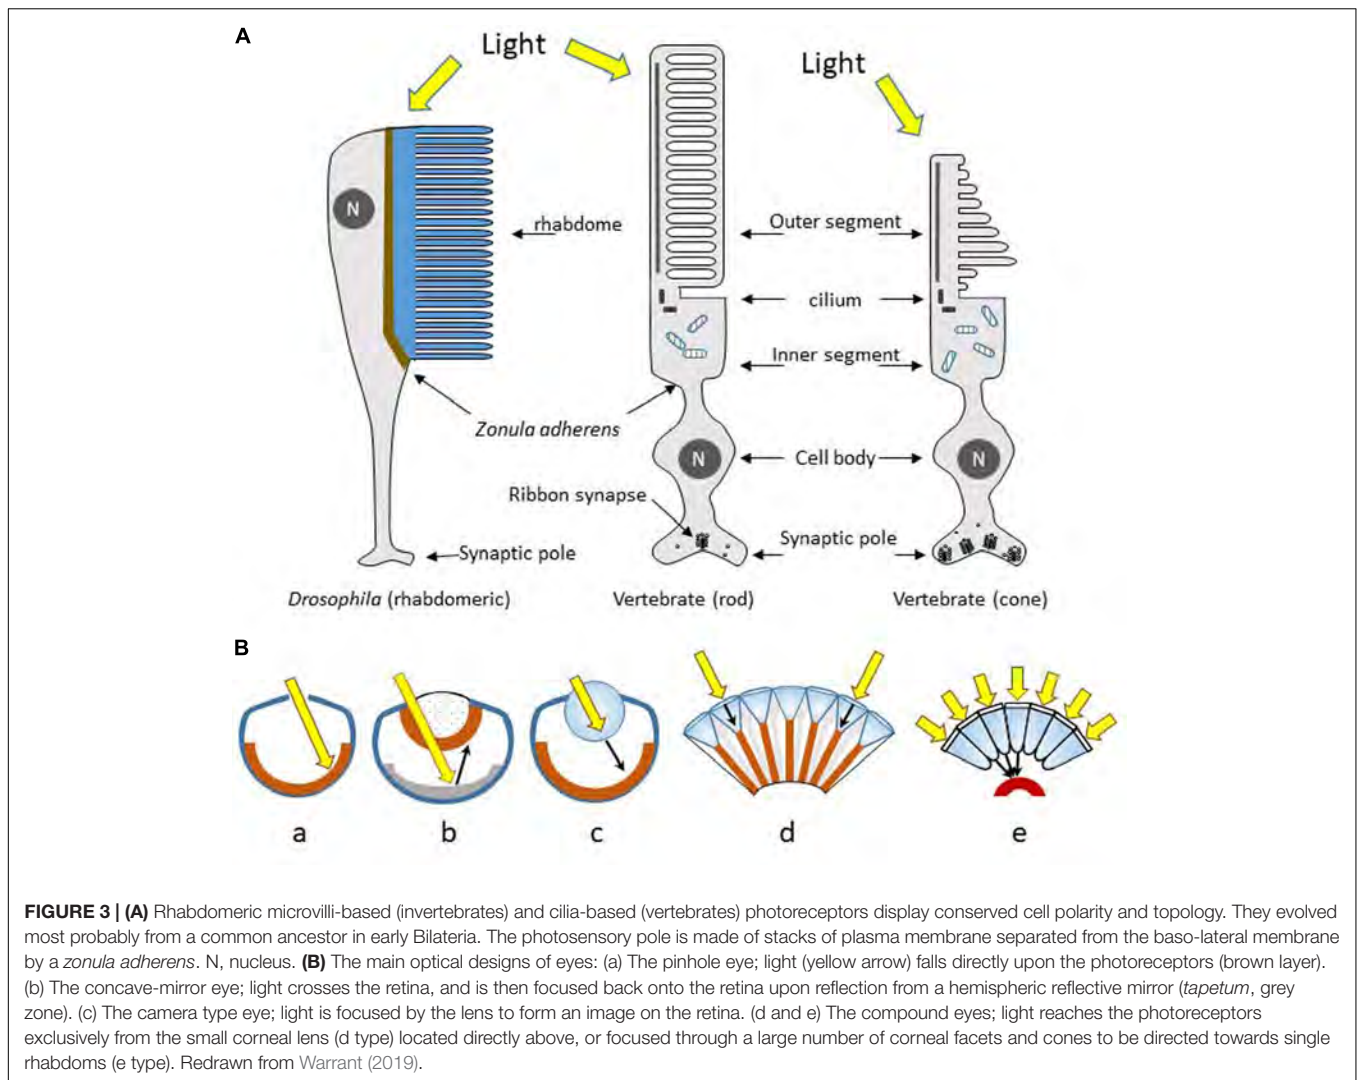 A
Light
Light
N
rhabdome
Outer segment
cilium
Inner segment
Zonula adherens
N
Cell body
N
Ribbon synapse
Synaptic pole
Synaptic pole
Drosophila (rhabdomeric)
Vertebrate (rod)
Vertebrate (cone)
B
a
b
c
d
e
FIGURE 3 | (A) Rhabdomeric microvilli-based (invertebrates) and cilia-based (vertebrates) photoreceptors display conserved cell polarity and topology. They evolved
most probably from a common ancestor in early Bilateria. The photosensory pole is made of stacks of plasma membrane separated from the baso-lateral membrane
by a zonula adherens. N, nucleus. (B) The main optical designs of eyes: (a) The pinhole eye; light (yellow arrow) falls directly upon the photoreceptors (brown layer).
(b) The concave-mirror eye; light crosses the retina, and is then focused back onto the retina upon reflection from a hemispheric reflective mirror (tapetum, grey
zone). (c) The camera type eye; light is focused by the lens to form an image on the retina. (d and e) The compound eyes; light reaches the photoreceptors
exclusively from the small corneal lens (d type) located directly above, or focused through a large number of corneal facets and cones to be directed towards single
rhabdoms (e type). Redrawn from Warrant (2019).